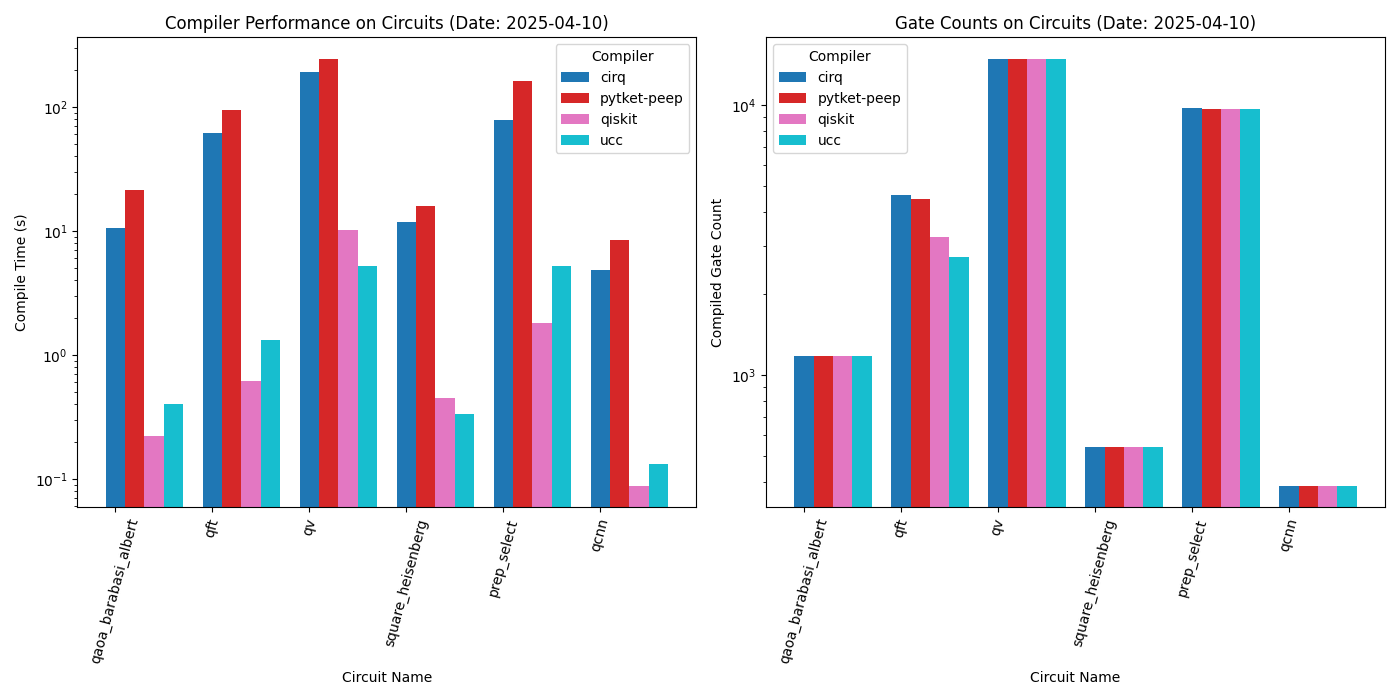 Compiler Performance on Circuits (Date: 2025-04-10)
Compile Time (s)
10²
10¹
10⁰
10⁻¹
Compiler
cirq
pytket-peep
qiskit
ucc
qaoa_barabasi_albert
qft
qv
square_heisenberg
prep_select
qcnn
Circuit Name
Gate Counts on Circuits (Date: 2025-04-10)
Compiled Gate Count
10⁴
10³
Compiler
cirq
pytket-peep
qiskit
ucc
qaoa_barabasi_albert
qft
qv
square_heisenberg
prep_select
qcnn
Circuit Name